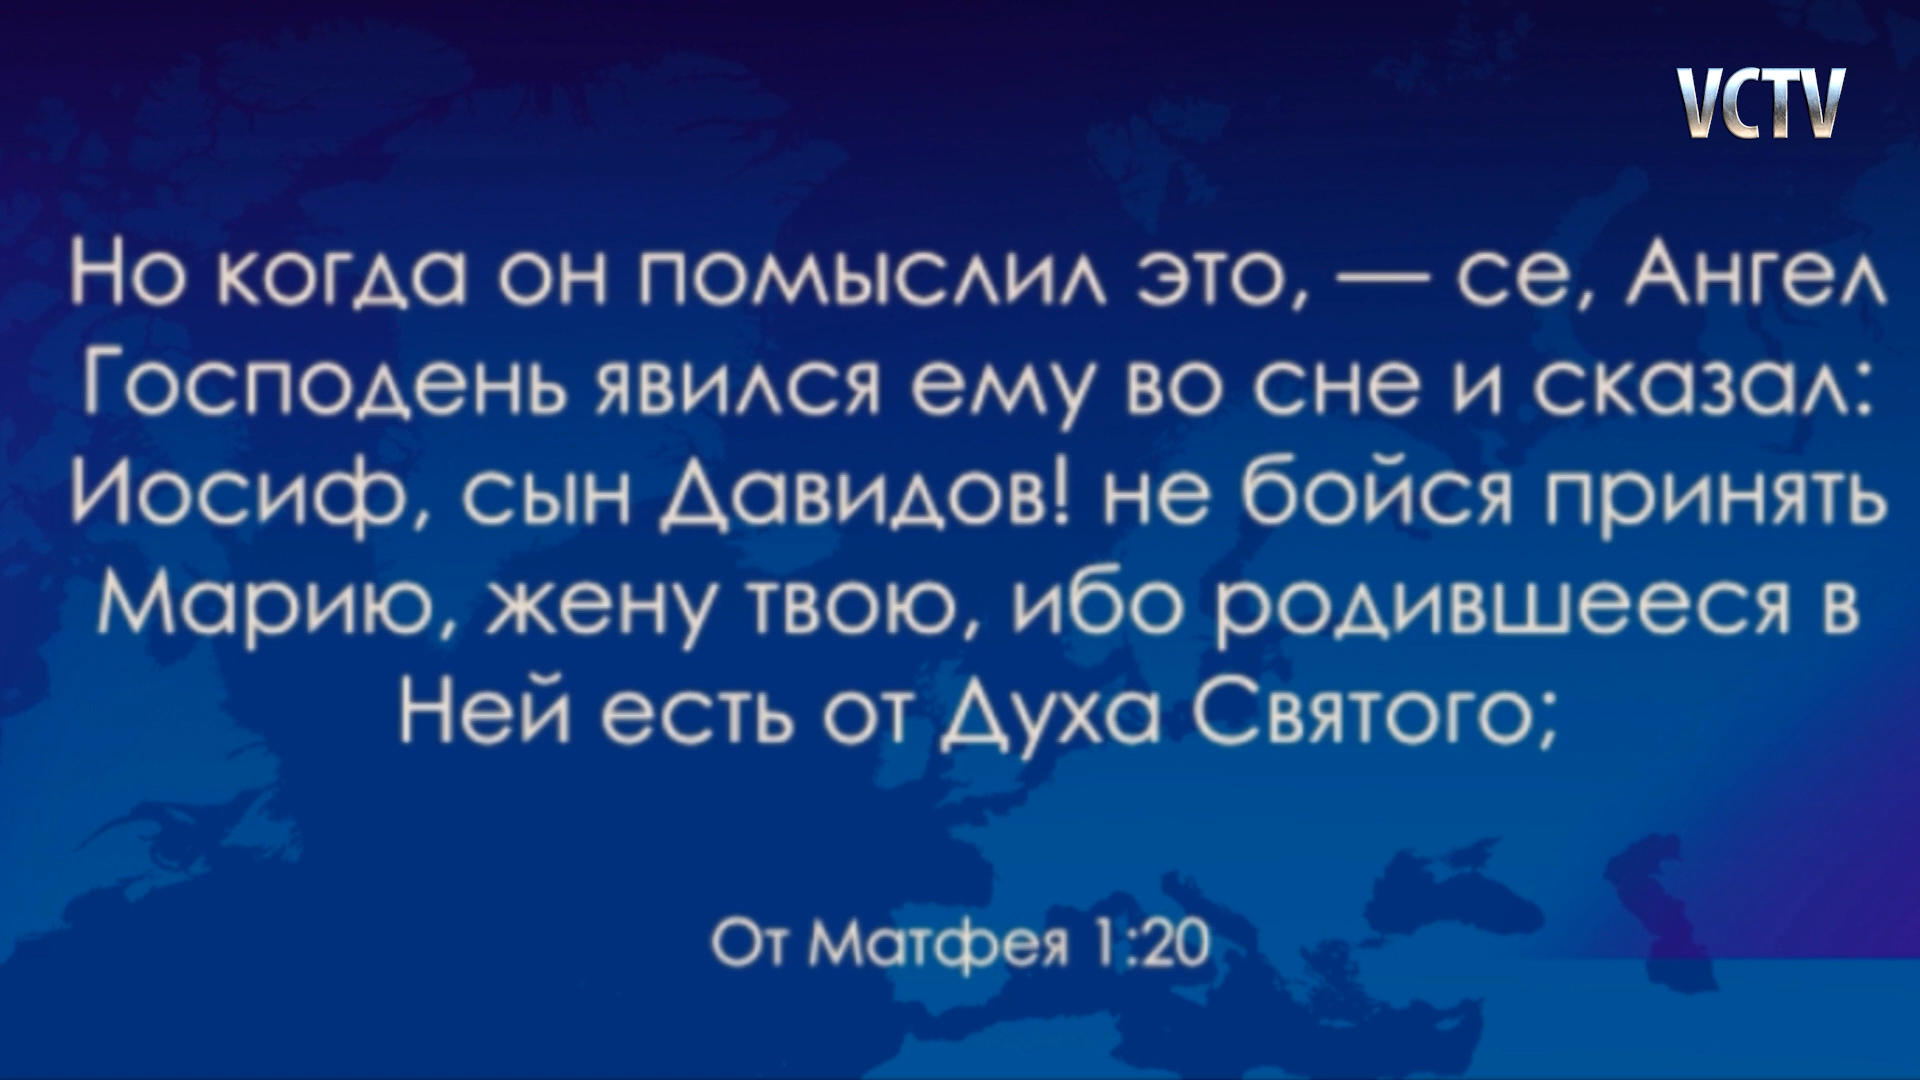 VCTV
Но когда он помыслил это, — се, Ангел
Господень явился ему во сне и сказал:
Иосиф, сын Давидов! не бойся принять
Марию, жену твою, ибо родившееся в
Ней есть от Духа Святого;
От Матфея 1:20